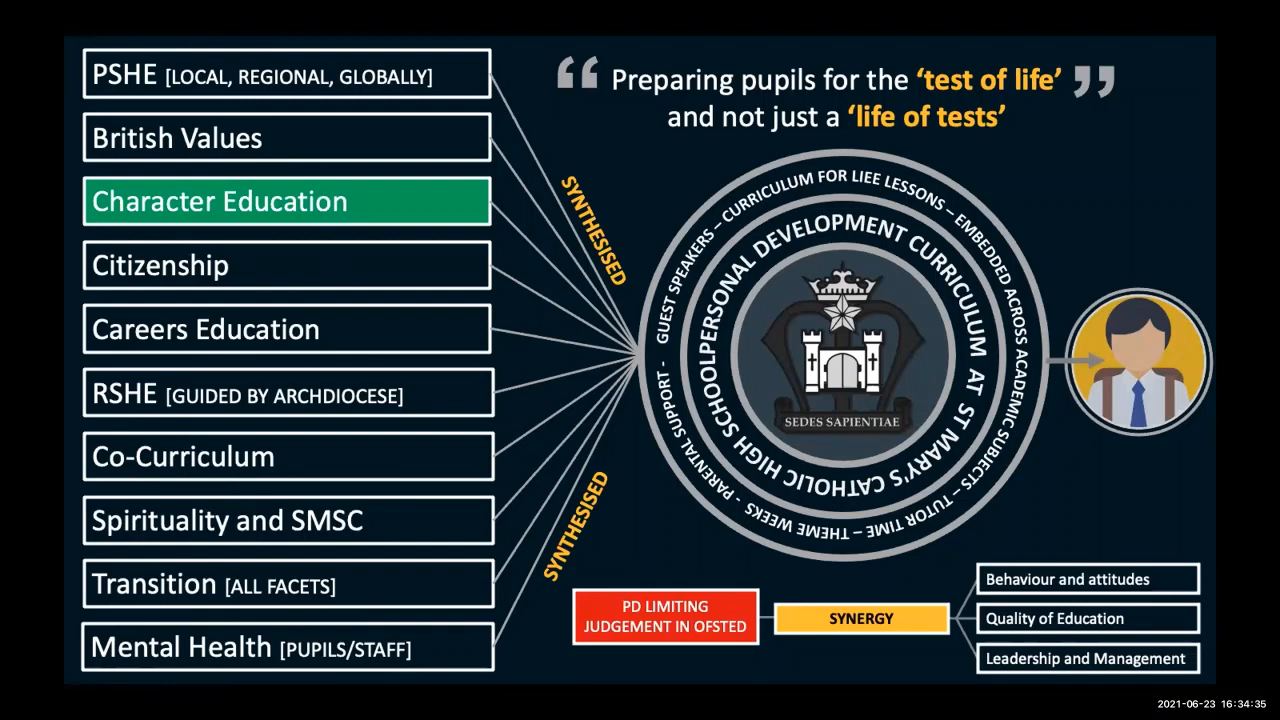 PSHE [LOCAL, REGIONAL, GLOBALLY]
British Values
Character Education
Citizenship
Careers Education
RSHE [GUIDED BY ARCHDIOCESE]
Co-Curriculum
Spirituality and SMSC
Transition [ALL FACETS]
Mental Health [PUPILS/STAFF]
SYNTHESISED
SYNTHESISED
“ Preparing pupils for the ‘test of life’ ”
and not just a ‘life of tests’
GUEST SPEAKERS – CURRICULUM FOR LIEE LESSONS – EMBEDDED ACROSS ACADEMIC SUBJECTS – TUTOR TIME – THEME WEEKS - PARENTAL SUPPORT -
PERSONAL DEVELOPMENT CURRICULUM AT ST MARY'S CATHOLIC HIGH SCHOOL
SEDES SAPIENTIAE
PD LIMITING
JUDGEMENT IN OFSTED
SYNERGY
Behaviour and attitudes
Quality of Education
Leadership and Management
2021-06-23 16:34:35